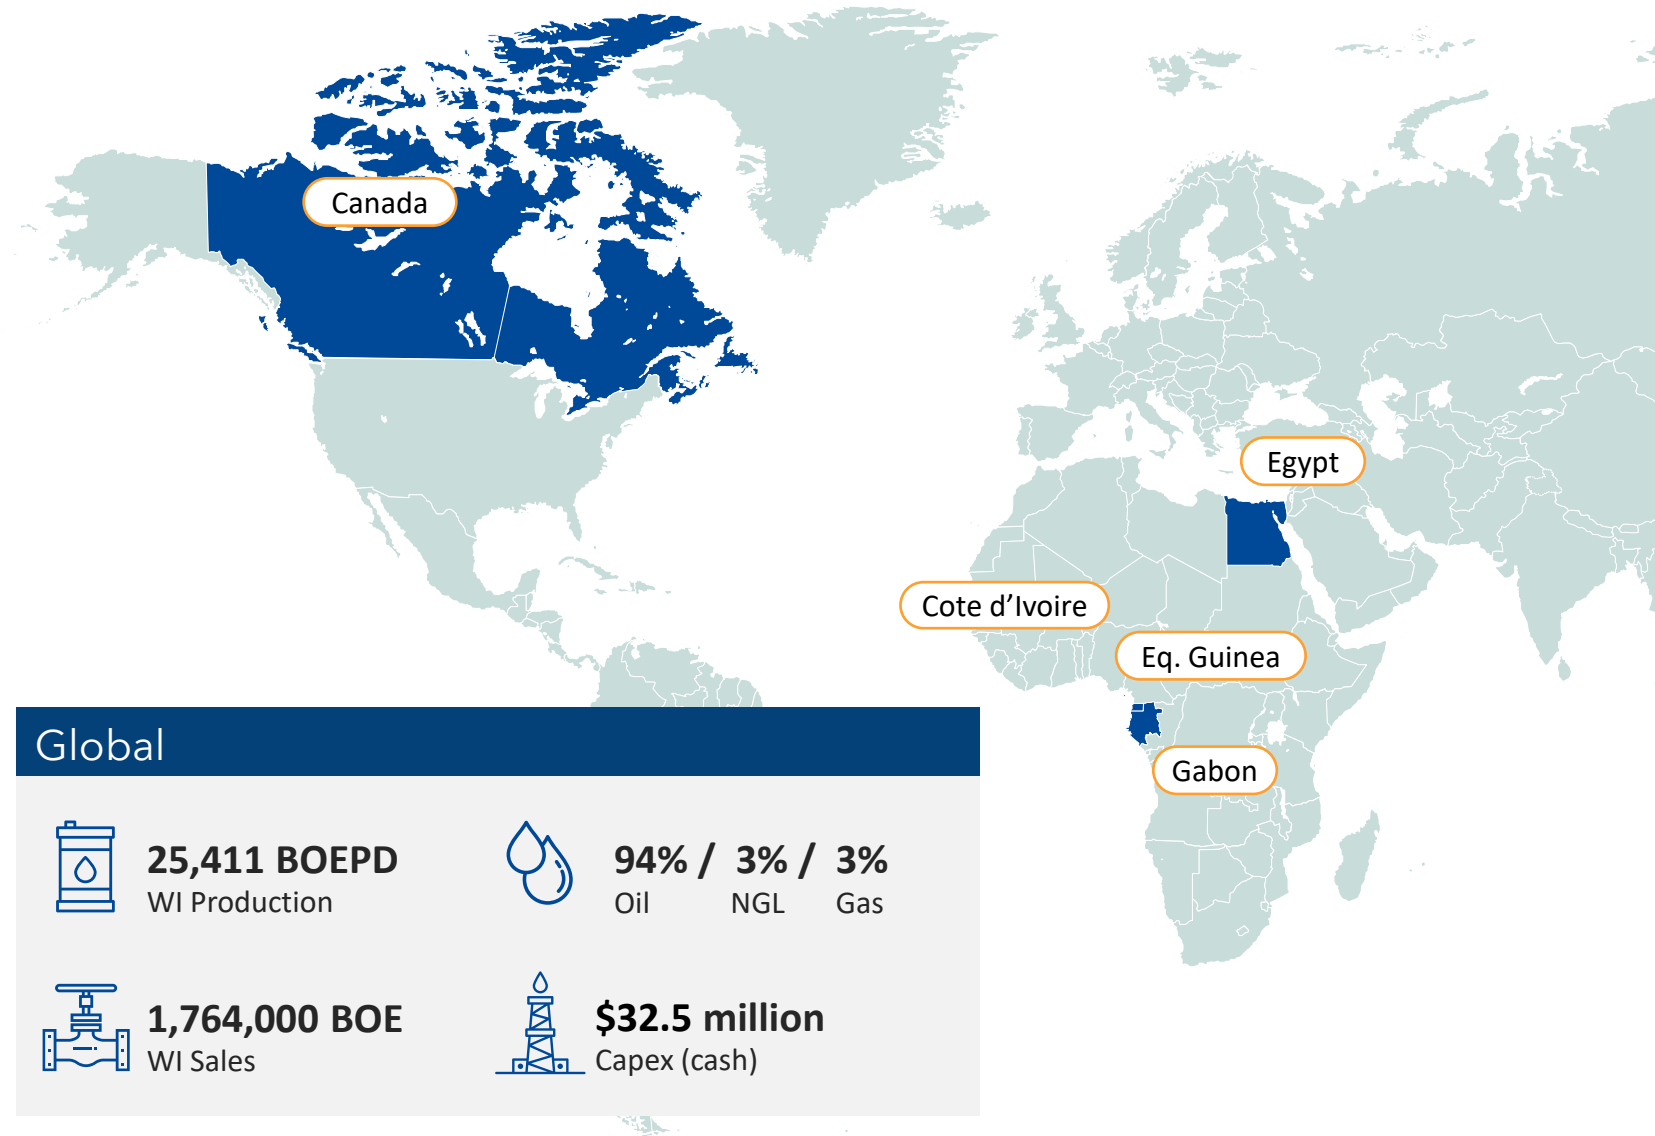 Canada
Egypt
Cote d’Ivoire
Eq. Guinea
Gabon
Global
25,411 BOEPD
WI Production
94% / 3% / 3%
Oil NGL Gas
1,764,000 BOE
WI Sales
$32.5 million
Capex (cash)